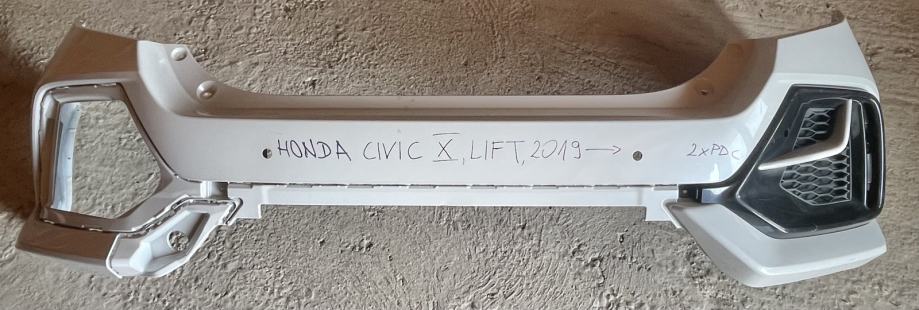 HONDA CIVIC X, LIFT, 2019 → 2xPDC